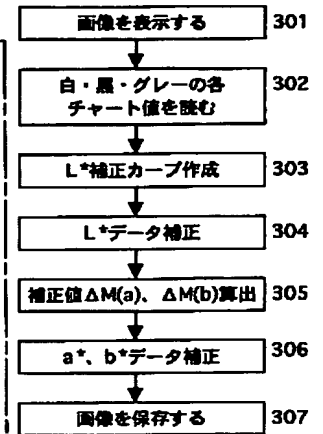 画像を表示する 301
白・黒・グレーの各 302
チャート値を読む
L*補正カーブ作成 303
L*データ補正 304
補正値ΔM(a)、ΔM(b)算出 305
a*、b*データ補正 306
画像を保存する 307